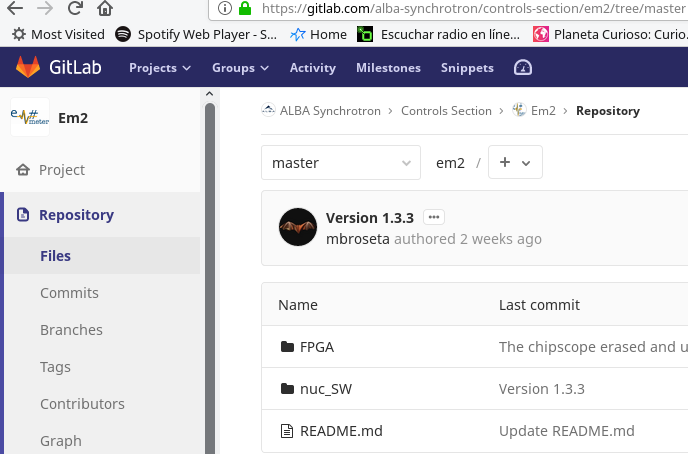 https://gitlab.com/alba-synchrotron/controls-section/em2/tree/master
Most Visited Spotify Web Player - S... Home Escuchar radio en líne... Planeta Curioso: Curio.
GitLab Projects Groups Activity Milestones Snippets
e meter Em2
ALBA Synchrotron > Controls Section > Em2 > Repository
Project
Repository
Files
Commits
Branches
Tags
Contributors
Graph
master em2 / +
Version 1.3.3 ...
mbroseta authored 2 weeks ago
Name Last commit
FPGA The chipscope erased and u
nuc_SW Version 1.3.3
README.md Update README.md